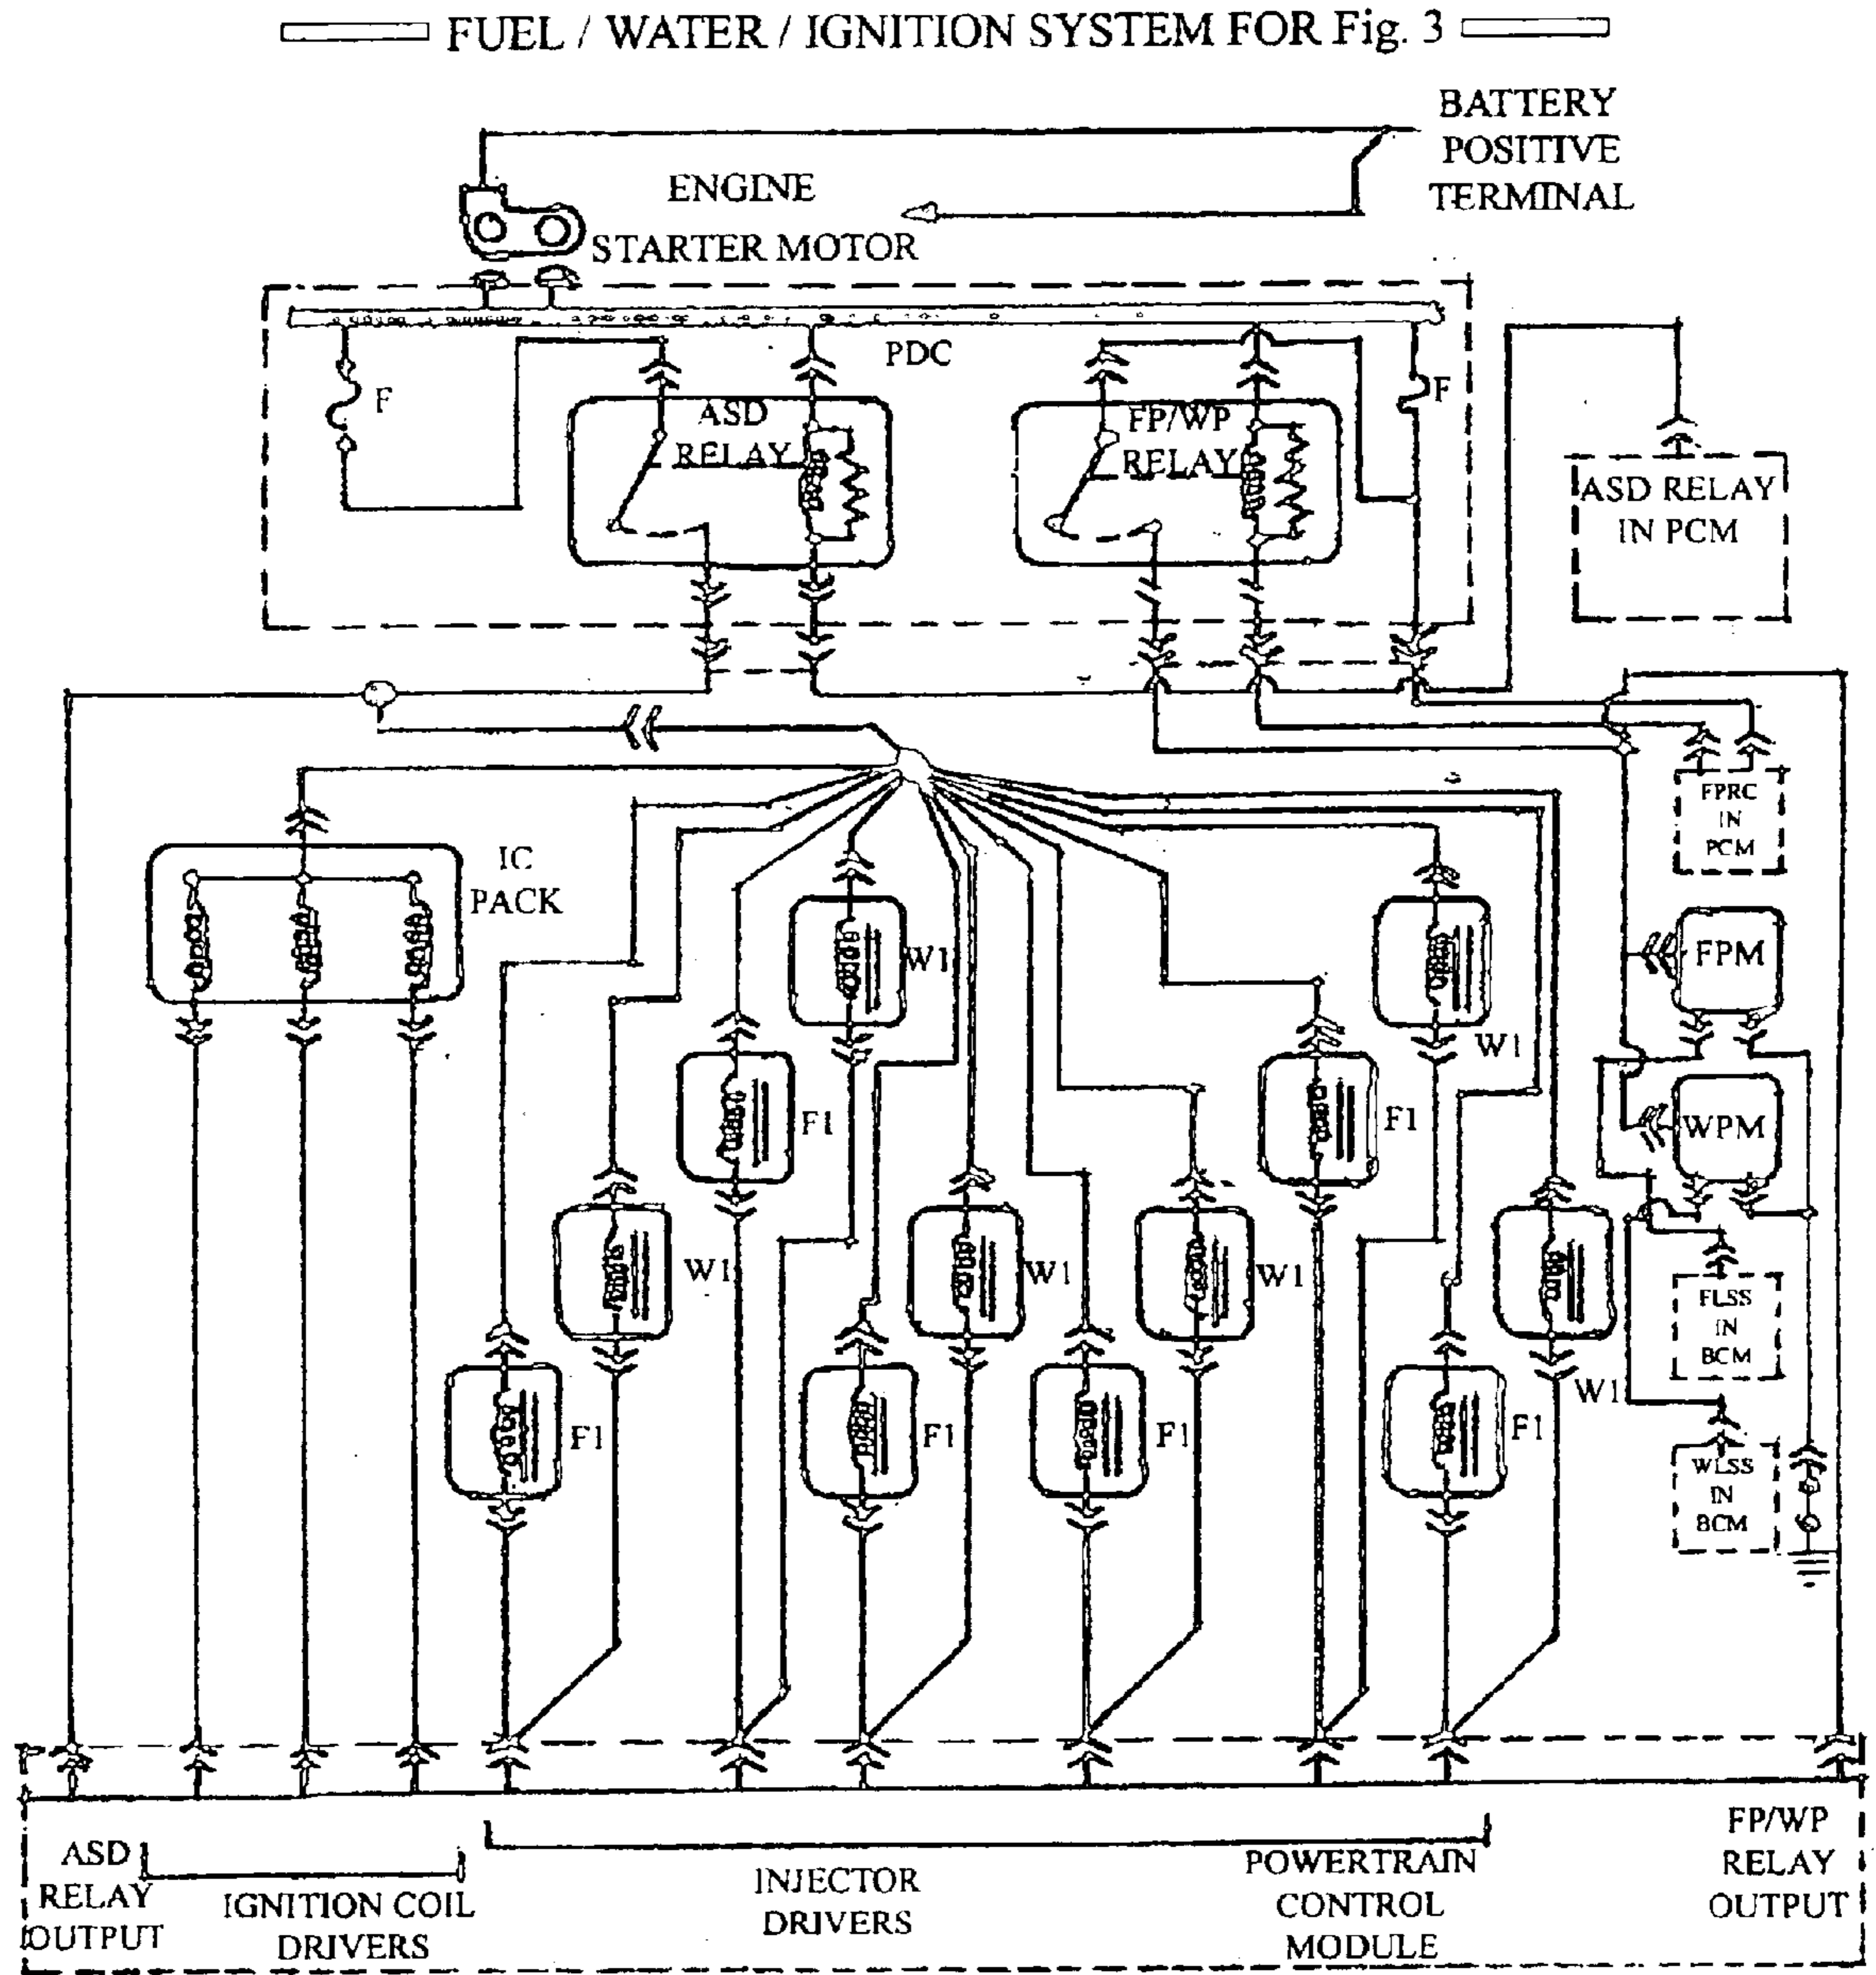 FUEL / WATER / IGNITION SYSTEM FOR Fig. 3
BATTERY
POSITIVE
TERMINAL
ENGINE
STARTER MOTOR
PDC
F
ASD
RELAY
FP/WP
RELAY
F
ASD RELAY
IN PCM
FPRC
IN
PCM
IC
PACK
FPM
W1
W1
F1
F1
WPM
W1
W1
W1
FLSS
IN
BCM
W1
F1
F1
F1
F1
WLSS
IN
BCM
ASD
RELAY
OUTPUT
IGNITION COIL
DRIVERS
INJECTOR
DRIVERS
POWERTRAIN
CONTROL
MODULE
FP/WP
RELAY
OUTPUT